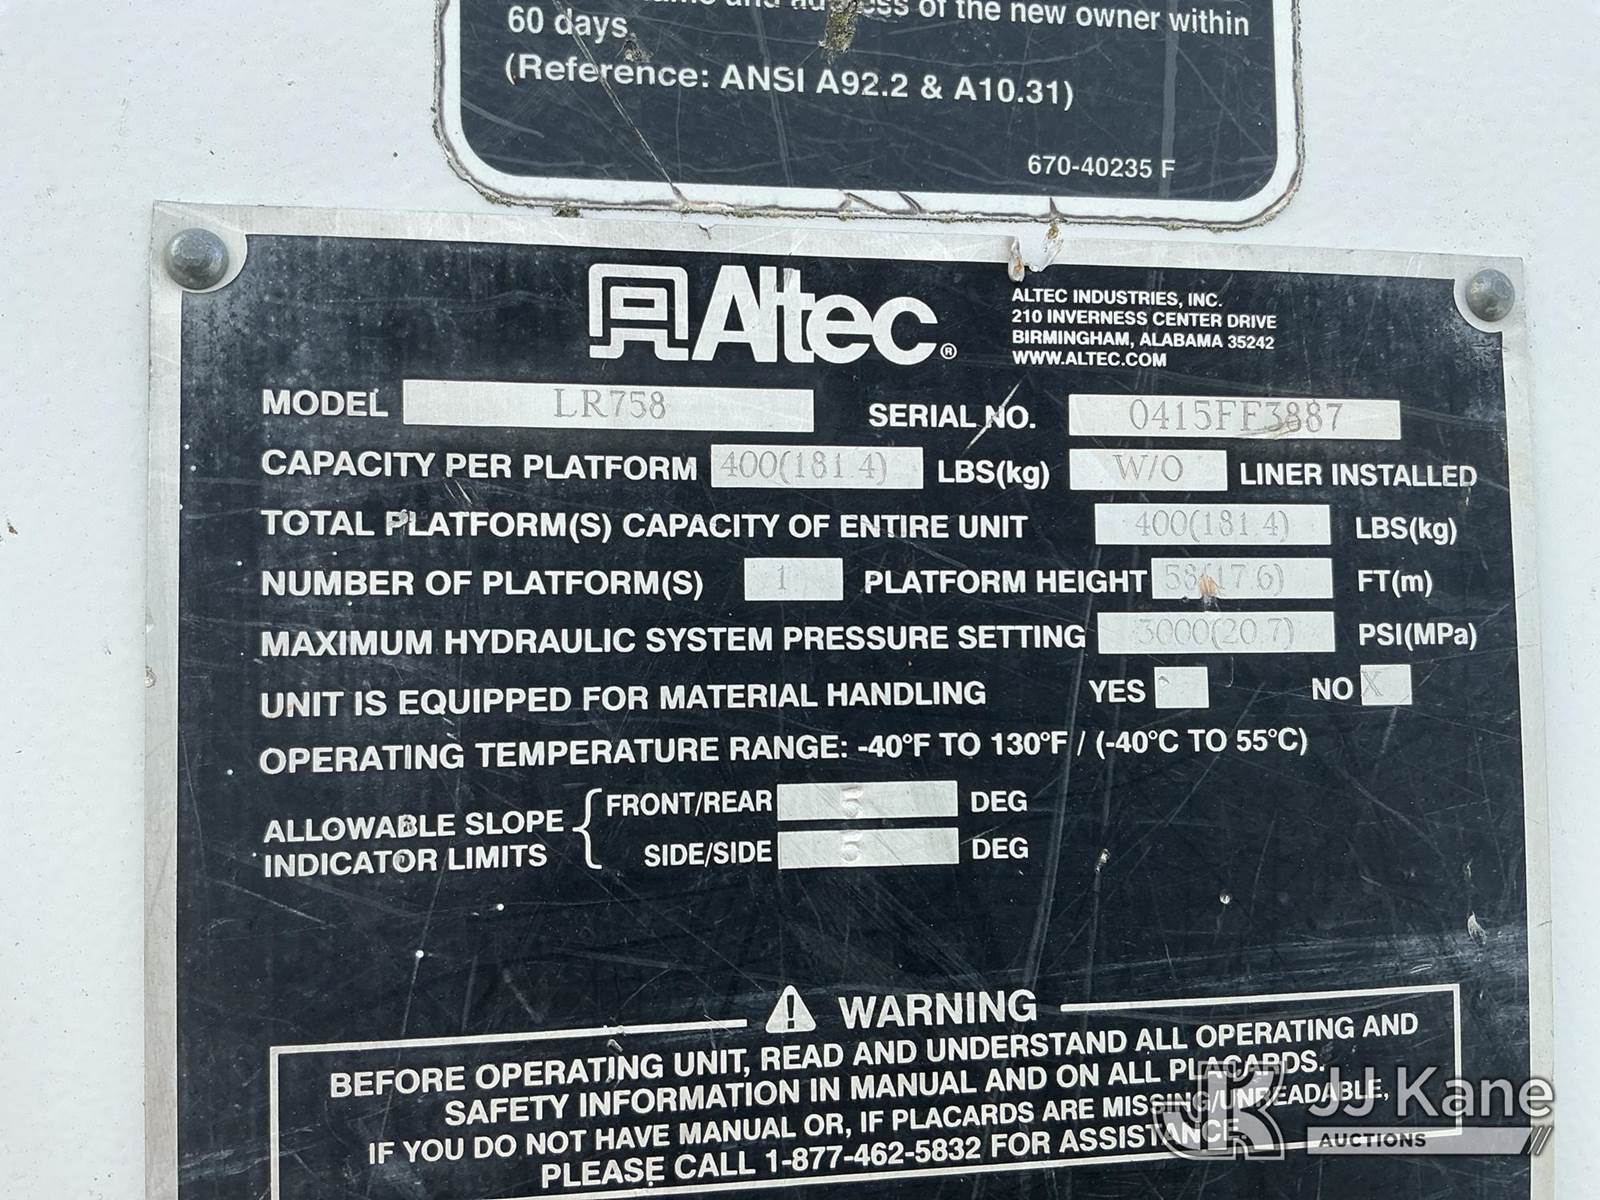 of the new owner within
60 days.
(Reference: ANSI A92.2 & A10.31)
670-40235 F
Altec®
ALTEC INDUSTRIES, INC.
210 INVERNESS CENTER DRIVE
BIRMINGHAM, ALABAMA 35242
WWW.ALTEC.COM
MODEL LR758 SERIAL NO. 0415FF3887
CAPACITY PER PLATFORM 400(181.4) LBS(kg) W/O LINER INSTALLED
TOTAL PLATFORM(S) CAPACITY OF ENTIRE UNIT 400(181.4) LBS(kg)
NUMBER OF PLATFORM(S) 1 PLATFORM HEIGHT 58(17.6) FT(m)
MAXIMUM HYDRAULIC SYSTEM PRESSURE SETTING 3000(20.7) PSI(MPa)
UNIT IS EQUIPPED FOR MATERIAL HANDLING YES NO X
OPERATING TEMPERATURE RANGE: -40°F TO 130°F / (-40°C TO 55°C)
ALLOWABLE SLOPE INDICATOR LIMITS
FRONT/REAR 5 DEG
SIDE/SIDE 5 DEG
WARNING
BEFORE OPERATING UNIT, READ AND UNDERSTAND ALL OPERATING AND
SAFETY INFORMATION IN MANUAL AND ON ALL PLACARDS.
IF YOU DO NOT HAVE MANUAL OR, IF PLACARDS ARE MISSING/UNREADABLE,
PLEASE CALL 1-877-462-5832 FOR ASSISTANCE
JK JJ Kane
AUCTIONS